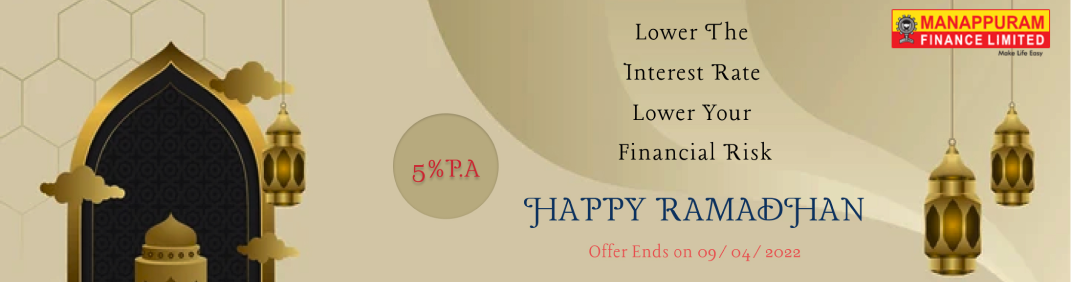 MANAPPURAM
FINANCE LIMITED
Make Life Easy
Lower The
Interest Rate
Lower Your
Financial Risk
5% P.A
HAPPY RAMADHAN
Offer Ends on 09/ 04/ 2022